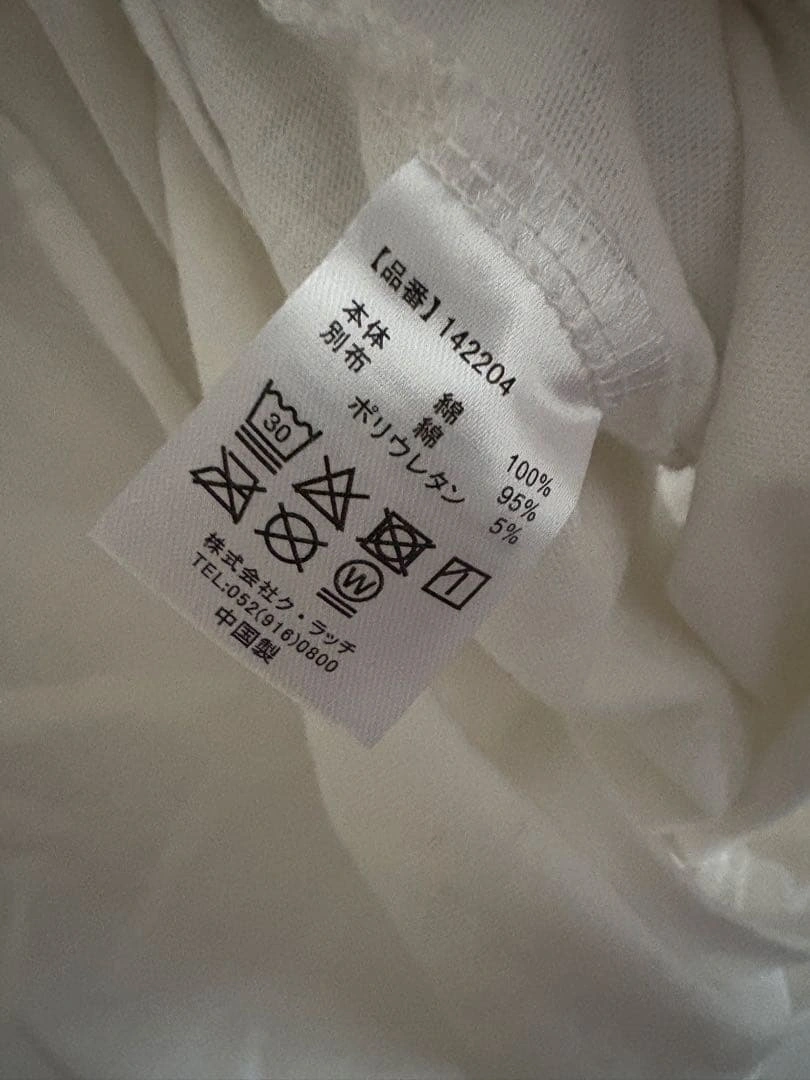 【品番】142204
本体 綿 100%
別布 綿 95%
ポリウレタン 5%
30
W
株式会社ク・ラッチ
TEL:052(916)0800
中国製